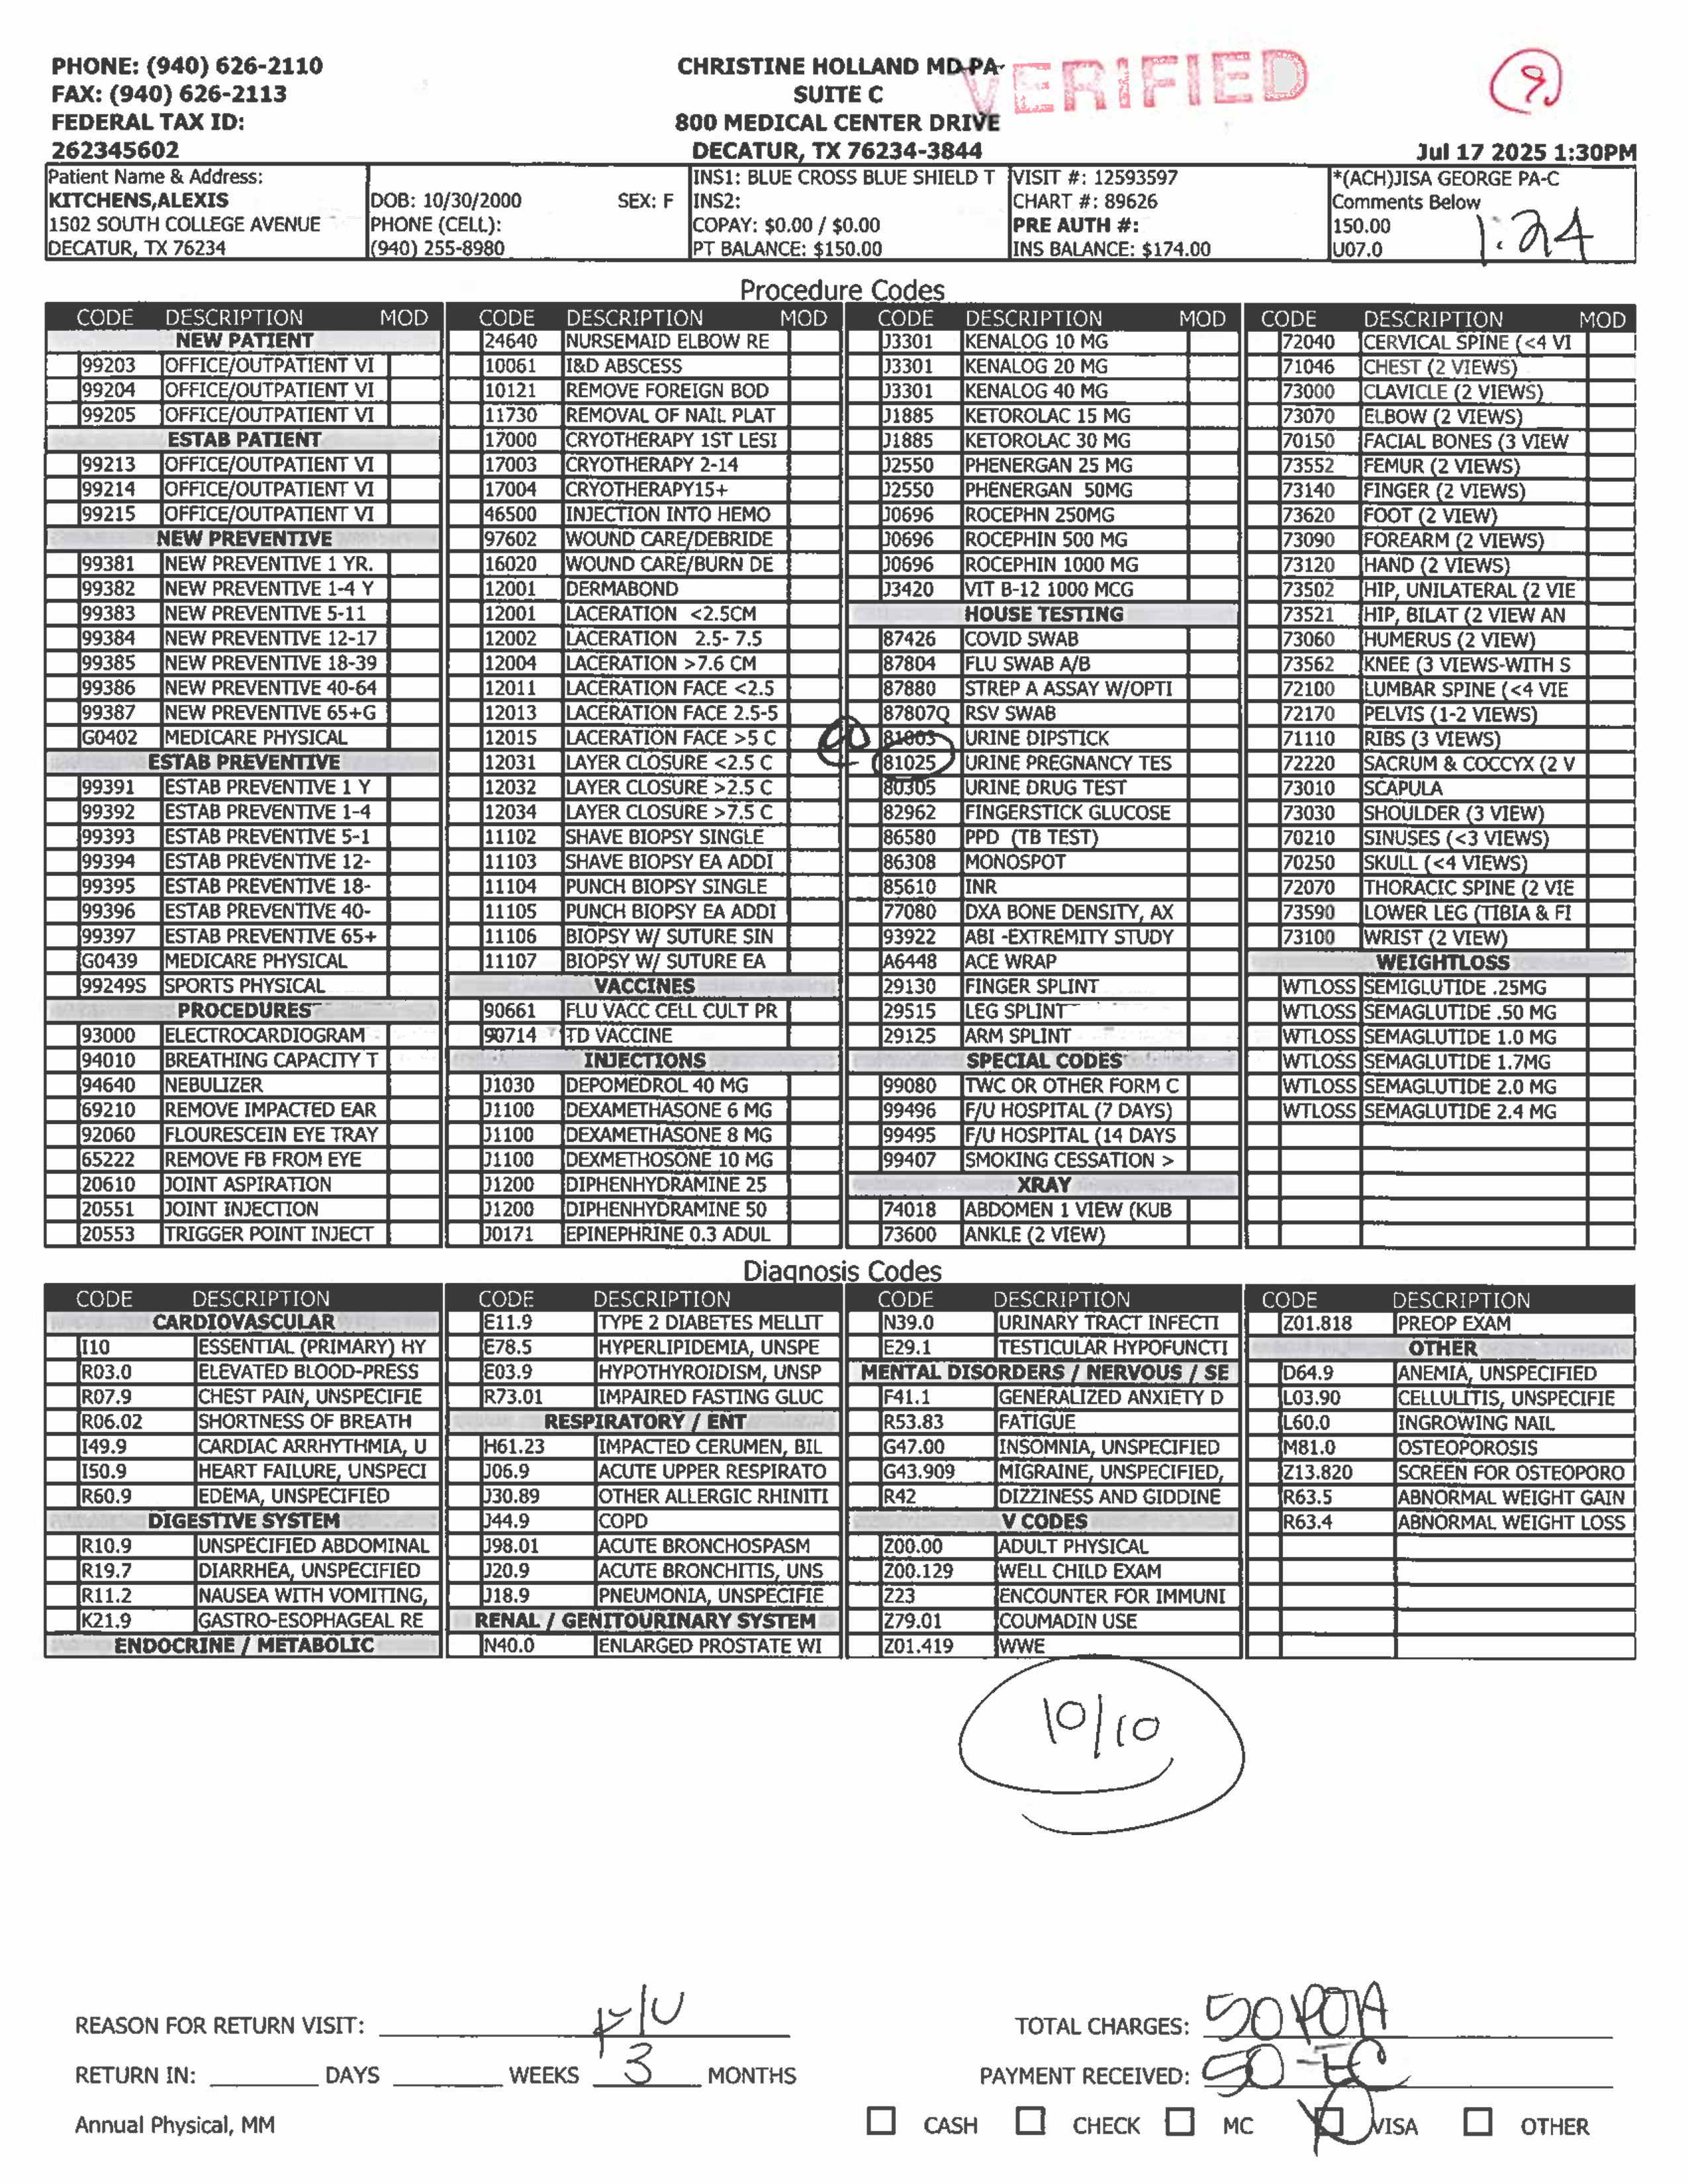 PHONE: (940) 626-2110
FAX: (940) 626-2113
FEDERAL TAX ID:
262345602
CHRISTINE HOLLAND MD PA
SUITE C
800 MEDICAL CENTER DRIVE
DECATUR, TX 76234-3844
VERIFIED
9
Jul 17 2025 1:30PM
Patient Name & Address:
KITCHENS,ALEXIS
1502 SOUTH COLLEGE AVENUE
DECATUR, TX 76234
DOB: 10/30/2000 SEX: F
PHONE (CELL):
(940) 255-8980
INS1: BLUE CROSS BLUE SHIELD T
INS2:
COPAY: $0.00 / $0.00
PT BALANCE: $150.00
VISIT #: 12593597
CHART #: 89626
PRE AUTH #:
INS BALANCE: $174.00
*(ACH)JISA GEORGE PA-C
Comments Below
150.00
U07.0
1:24
Procedure Codes
CODE DESCRIPTION MOD
NEW PATIENT
99203 OFFICE/OUTPATIENT VI
99204 OFFICE/OUTPATIENT VI
99205 OFFICE/OUTPATIENT VI
ESTAB PATIENT
99213 OFFICE/OUTPATIENT VI
99214 OFFICE/OUTPATIENT VI
99215 OFFICE/OUTPATIENT VI
NEW PREVENTIVE
99381 NEW PREVENTIVE 1 YR.
99382 NEW PREVENTIVE 1-4 Y
99383 NEW PREVENTIVE 5-11
99384 NEW PREVENTIVE 12-17
99385 NEW PREVENTIVE 18-39
99386 NEW PREVENTIVE 40-64
99387 NEW PREVENTIVE 65+G
G0402 MEDICARE PHYSICAL
ESTAB PREVENTIVE
99391 ESTAB PREVENTIVE 1 Y
99392 ESTAB PREVENTIVE 1-4
99393 ESTAB PREVENTIVE 5-1
99394 ESTAB PREVENTIVE 12-
99395 ESTAB PREVENTIVE 18-
99396 ESTAB PREVENTIVE 40-
99397 ESTAB PREVENTIVE 65+
G0439 MEDICARE PHYSICAL
99249S SPORTS PHYSICAL
PROCEDURES
93000 ELECTROCARDIOGRAM
94010 BREATHING CAPACITY T
94640 NEBULIZER
69210 REMOVE IMPACTED EAR
92060 FLOURESCEIN EYE TRAY
65222 REMOVE FB FROM EYE
20610 JOINT ASPIRATION
20551 JOINT INJECTION
20553 TRIGGER POINT INJECT
CODE DESCRIPTION MOD
24640 NURSEMAID ELBOW RE
10061 I&D ABSCESS
10121 REMOVE FOREIGN BOD
11730 REMOVAL OF NAIL PLAT
17000 CRYOTHERAPY 1ST LESI
17003 CRYOTHERAPY 2-14
17004 CRYOTHERAPY15+
46500 INJECTION INTO HEMO
97602 WOUND CARE/DEBRIDE
16020 WOUND CARE/BURN DE
12001 DERMABOND
12001 LACERATION <2.5CM
12002 LACERATION 2.5- 7.5
12004 LACERATION >7.6 CM
12011 LACERATION FACE <2.5
12013 LACERATION FACE 2.5-5
12015 LACERATION FACE >5 C
12031 LAYER CLOSURE <2.5 C
12032 LAYER CLOSURE >2.5 C
12034 LAYER CLOSURE >7.5 C
11102 SHAVE BIOPSY SINGLE
11103 SHAVE BIOPSY EA ADDI
11104 PUNCH BIOPSY SINGLE
11105 PUNCH BIOPSY EA ADDI
11106 BIOPSY W/ SUTURE SIN
11107 BIOPSY W/ SUTURE EA
VACCINES
90661 FLU VACC CELL CULT PR
90714 TD VACCINE
INJECTIONS
J1030 DEPOMEDROL 40 MG
J1100 DEXAMETHASONE 6 MG
J1100 DEXAMETHASONE 8 MG
J1100 DEXMETHOSONE 10 MG
J1200 DIPHENHYDRAMINE 25
J1200 DIPHENHYDRAMINE 50
J0171 EPINEPHRINE 0.3 ADUL
CODE DESCRIPTION MOD
J3301 KENALOG 10 MG
J3301 KENALOG 20 MG
J3301 KENALOG 40 MG
J1885 KETOROLAC 15 MG
J1885 KETOROLAC 30 MG
J2550 PHENERGAN 25 MG
J2550 PHENERGAN 50MG
J0696 ROCEPHN 250MG
J0696 ROCEPHIN 500 MG
J0696 ROCEPHIN 1000 MG
J3420 VIT B-12 1000 MCG
HOUSE TESTING
87426 COVID SWAB
87804 FLU SWAB A/B
87880 STREP A ASSAY W/OPTI
87807Q RSV SWAB
81003 URINE DIPSTICK
81025 URINE PREGNANCY TES
80305 URINE DRUG TEST
82962 FINGERSTICK GLUCOSE
86580 PPD (TB TEST)
86308 MONOSPOT
85610 INR
77080 DXA BONE DENSITY, AX
93922 ABI -EXTREMITY STUDY
A6448 ACE WRAP
29130 FINGER SPLINT
29515 LEG SPLINT
29125 ARM SPLINT
SPECIAL CODES
99080 TWC OR OTHER FORM C
99496 F/U HOSPITAL (7 DAYS)
99495 F/U HOSPITAL (14 DAYS
99407 SMOKING CESSATION >
XRAY
74018 ABDOMEN 1 VIEW (KUB
73600 ANKLE (2 VIEW)
CODE DESCRIPTION MOD
72040 CERVICAL SPINE (<4 VI
71046 CHEST (2 VIEWS)
73000 CLAVICLE (2 VIEWS)
73070 ELBOW (2 VIEWS)
70150 FACIAL BONES (3 VIEW
73552 FEMUR (2 VIEWS)
73140 FINGER (2 VIEWS)
73620 FOOT (2 VIEW)
73090 FOREARM (2 VIEWS)
73120 HAND (2 VIEWS)
73502 HIP, UNILATERAL (2 VIE
73521 HIP, BILAT (2 VIEW AN
73060 HUMERUS (2 VIEW)
73562 KNEE (3 VIEWS-WITH S
72100 LUMBAR SPINE (<4 VIE
72170 PELVIS (1-2 VIEWS)
71110 RIBS (3 VIEWS)
72220 SACRUM & COCCYX (2 V
73010 SCAPULA
73030 SHOULDER (3 VIEW)
70210 SINUSES (<3 VIEWS)
70250 SKULL (<4 VIEWS)
72070 THORACIC SPINE (2 VIE
73590 LOWER LEG (TIBIA & FI
73100 WRIST (2 VIEW)
WEIGHTLOSS
WTLOSS SEMIGLUTIDE .25MG
WTLOSS SEMAGLUTIDE .50 MG
WTLOSS SEMAGLUTIDE 1.0 MG
WTLOSS SEMAGLUTIDE 1.7MG
WTLOSS SEMAGLUTIDE 2.0 MG
WTLOSS SEMAGLUTIDE 2.4 MG
Diagnosis Codes
CODE DESCRIPTION
CARDIOVASCULAR
I10 ESSENTIAL (PRIMARY) HY
R03.0 ELEVATED BLOOD-PRESS
R07.9 CHEST PAIN, UNSPECIFIE
R06.02 SHORTNESS OF BREATH
I49.9 CARDIAC ARRHYTHMIA, U
I50.9 HEART FAILURE, UNSPECI
R60.9 EDEMA, UNSPECIFIED
DIGESTIVE SYSTEM
R10.9 UNSPECIFIED ABDOMINAL
R19.7 DIARRHEA, UNSPECIFIED
R11.2 NAUSEA WITH VOMITING,
K21.9 GASTRO-ESOPHAGEAL RE
ENDOCRINE / METABOLIC
CODE DESCRIPTION
E11.9 TYPE 2 DIABETES MELLIT
E78.5 HYPERLIPIDEMIA, UNSPE
E03.9 HYPOTHYROIDISM, UNSP
R73.01 IMPAIRED FASTING GLUC
RESPIRATORY / ENT
H61.23 IMPACTED CERUMEN, BIL
J06.9 ACUTE UPPER RESPIRATO
J30.89 OTHER ALLERGIC RHINITI
J44.9 COPD
J98.01 ACUTE BRONCHOSPASM
J20.9 ACUTE BRONCHITIS, UNS
J18.9 PNEUMONIA, UNSPECIFIE
RENAL / GENITOURINARY SYSTEM
N40.0 ENLARGED PROSTATE WI
CODE DESCRIPTION
N39.0 URINARY TRACT INFECTI
E29.1 TESTICULAR HYPOFUNCTI
MENTAL DISORDERS / NERVOUS / SE
F41.1 GENERALIZED ANXIETY D
R53.83 FATIGUE
G47.00 INSOMNIA, UNSPECIFIED
G43.909 MIGRAINE, UNSPECIFIED,
R42 DIZZINESS AND GIDDINE
V CODES
Z00.00 ADULT PHYSICAL
Z00.129 WELL CHILD EXAM
Z23 ENCOUNTER FOR IMMUNI
Z79.01 COUMADIN USE
Z01.419 WWE
CODE DESCRIPTION
Z01.818 PREOP EXAM
OTHER
D64.9 ANEMIA, UNSPECIFIED
L03.90 CELLULITIS, UNSPECIFIE
L60.0 INGROWING NAIL
M81.0 OSTEOPOROSIS
Z13.820 SCREEN FOR OSTEOPORO
R63.5 ABNORMAL WEIGHT GAIN
R63.4 ABNORMAL WEIGHT LOSS
10/10
REASON FOR RETURN VISIT: F/U
RETURN IN: DAYS WEEKS 3 MONTHS
Annual Physical, MM
TOTAL CHARGES: 50
PAYMENT RECEIVED: 50
CASH CHECK MC VISA OTHER